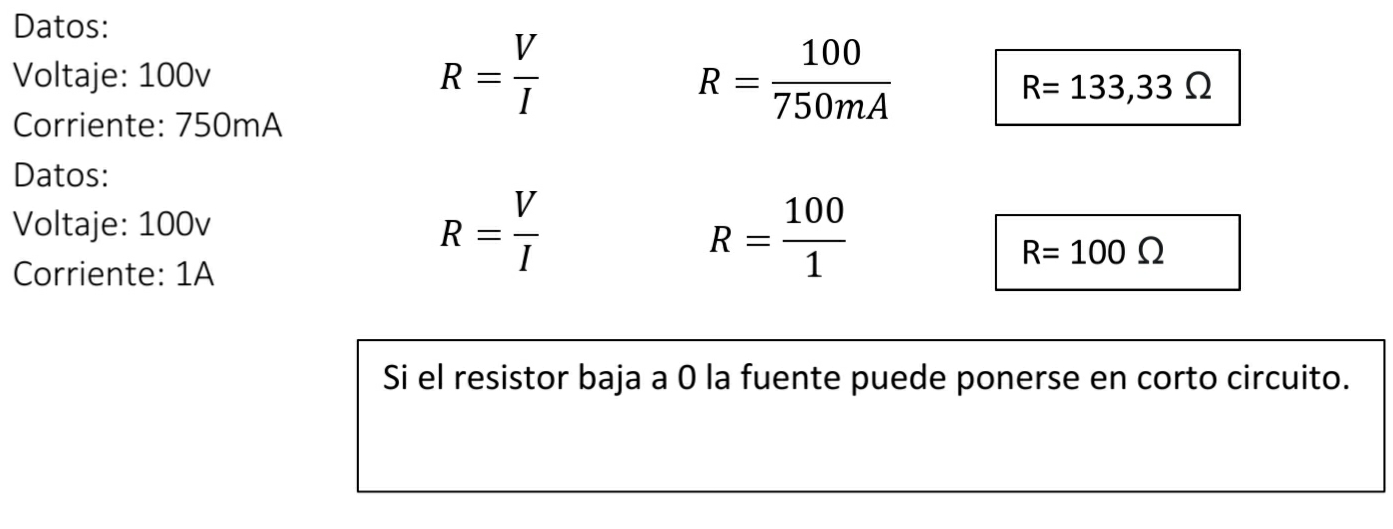 Datos:
Voltaje: 100v
Corriente: 750mA
R = V/I
R = 100/750mA
R= 133,33 Ω
Datos:
Voltaje: 100v
Corriente: 1A
R = V/I
R = 100/1
R= 100 Ω
Si el resistor baja a 0 la fuente puede ponerse en corto circuito.